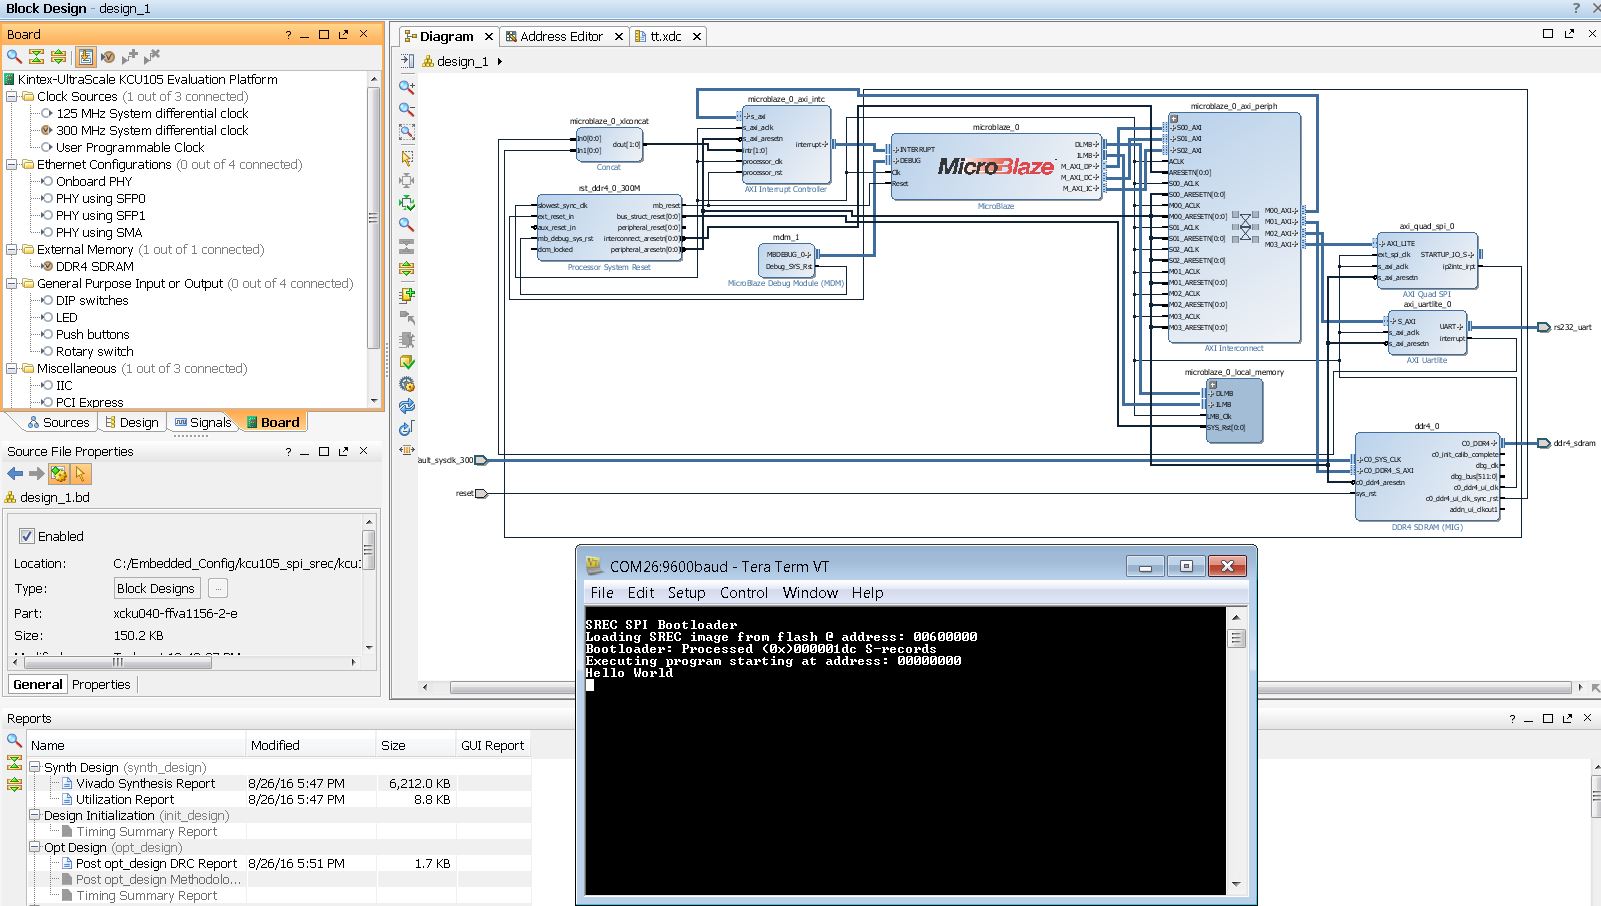 Block Design - design_1
Board
Kintex-UltraScale KCU105 Evaluation Platform
Clock Sources (1 out of 3 connected)
125 MHz System differential clock
300 MHz System differential clock
User Programmable Clock
Ethernet Configurations (0 out of 4 connected)
Onboard PHY
PHY using SFP0
PHY using SFP1
PHY using SMA
External Memory (1 out of 1 connected)
DDR4 SDRAM
General Purpose Input or Output (0 out of 4 connected)
DIP switches
LED
Push buttons
Rotary switch
Miscellaneous (1 out of 3 connected)
IIC
PCI Express
Sources Design Signals Board
Source File Properties
design_1.bd
Enabled
Location: C:/Embedded_Config/kcu105_spi_srec/kcu1
Type: Block Designs ...
Part: xcku040-ffva1156-2-e
Size: 150.2 KB
General Properties
Diagram Address Editor tt.xdc
design_1
microblaze_0_xlconcat
In0[0:0]
In1[0:0]
dout[1:0]
Concat
rst_ddr4_0_300M
slowest_sync_clk
ext_reset_in
aux_reset_in
mb_debug_sys_rst
dcm_locked
mb_reset
bus_struct_reset[0:0]
peripheral_reset[0:0]
interconnect_aresetn[0:0]
peripheral_aresetn[0:0]
Processor System Reset
microblaze_0_axi_intc
s_axi
s_axi_aclk
s_axi_aresetn
intr[1:0]
processor_clk
processor_rst
interrupt
AXI Interrupt Controller
mdm_1
MBDEBUG_0
Debug_SYS_Rst
MicroBlaze Debug Module (MDM)
microblaze_0
INTERRUPT
DEBUG
Clk
Reset
MicroBlaze
DLMB
ILMB
M_AXI_DP
M_AXI_DC
M_AXI_IC
MicroBlaze
microblaze_0_axi_periph
S00_AXI
S01_AXI
S02_AXI
ACLK
ARESETN[0:0]
S00_ACLK
S00_ARESETN[0:0]
M00_ACLK
M00_ARESETN[0:0]
S01_ACLK
S01_ARESETN[0:0]
S02_ACLK
S02_ARESETN[0:0]
M01_ACLK
M01_ARESETN[0:0]
M02_ACLK
M02_ARESETN[0:0]
M03_ACLK
M03_ARESETN[0:0]
M00_AXI
M01_AXI
M02_AXI
M03_AXI
AXI Interconnect
microblaze_0_local_memory
DLMB
ILMB
LMB_Clk
SYS_Rst[0:0]
axi_quad_spi_0
AXI_LITE
ext_spi_clk
s_axi_aclk
s_axi_aresetn
STARTUP_IO_S
ip2intc_irpt
AXI Quad SPI
axi_uartlite_0
S_AXI
s_axi_aclk
s_axi_aresetn
UART
interrupt
AXI Uartlite
rs232_uart
ddr4_0
C0_SYS_CLK
C0_DDR4_S_AXI
c0_ddr4_aresetn
sys_rst
C0_DDR4
c0_init_calib_complete
dbg_clk
dbg_bus[511:0]
c0_ddr4_ui_clk
c0_ddr4_ui_clk_sync_rst
addn_ui_clkout1
DDR4 SDRAM (MIG)
ddr4_sdram
ault_sysclk_300
reset
COM26:9600baud - Tera Term VT
File Edit Setup Control Window Help
SREC SPI Bootloader
Loading SREC image from flash @ address: 00600000
Bootloader: Processed (0x)000001dc S-records
Executing program starting at address: 00000000
Hello World
Reports
Name Modified Size GUI Report
Synth Design (synth_design)
Vivado Synthesis Report 8/26/16 5:47 PM 6,212.0 KB
Utilization Report 8/26/16 5:47 PM 8.8 KB
Design Initialization (init_design)
Timing Summary Report
Opt Design (opt_design)
Post opt_design DRC Report 8/26/16 5:51 PM 1.7 KB
Post opt_design Methodolo...
Timing Summary Report